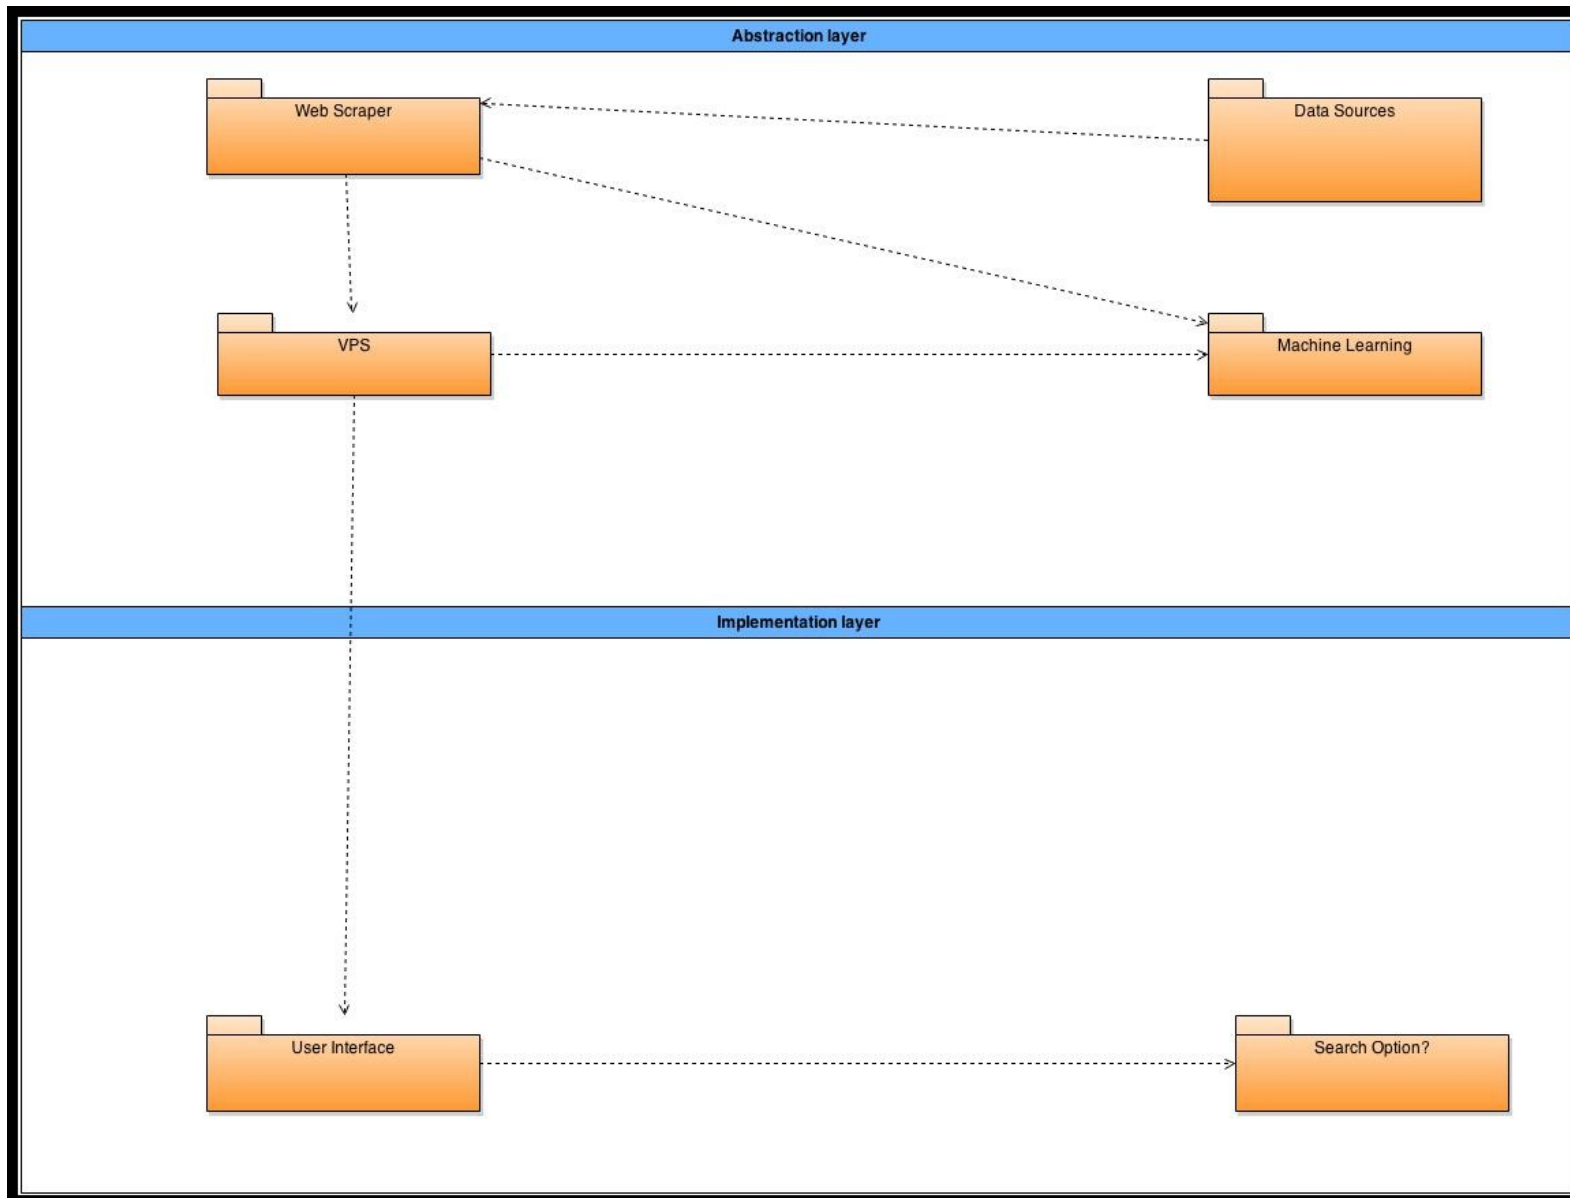 Abstraction layer
Web Scraper
Data Sources
VPS
Machine Learning
Implementation layer
User Interface
Search Option?